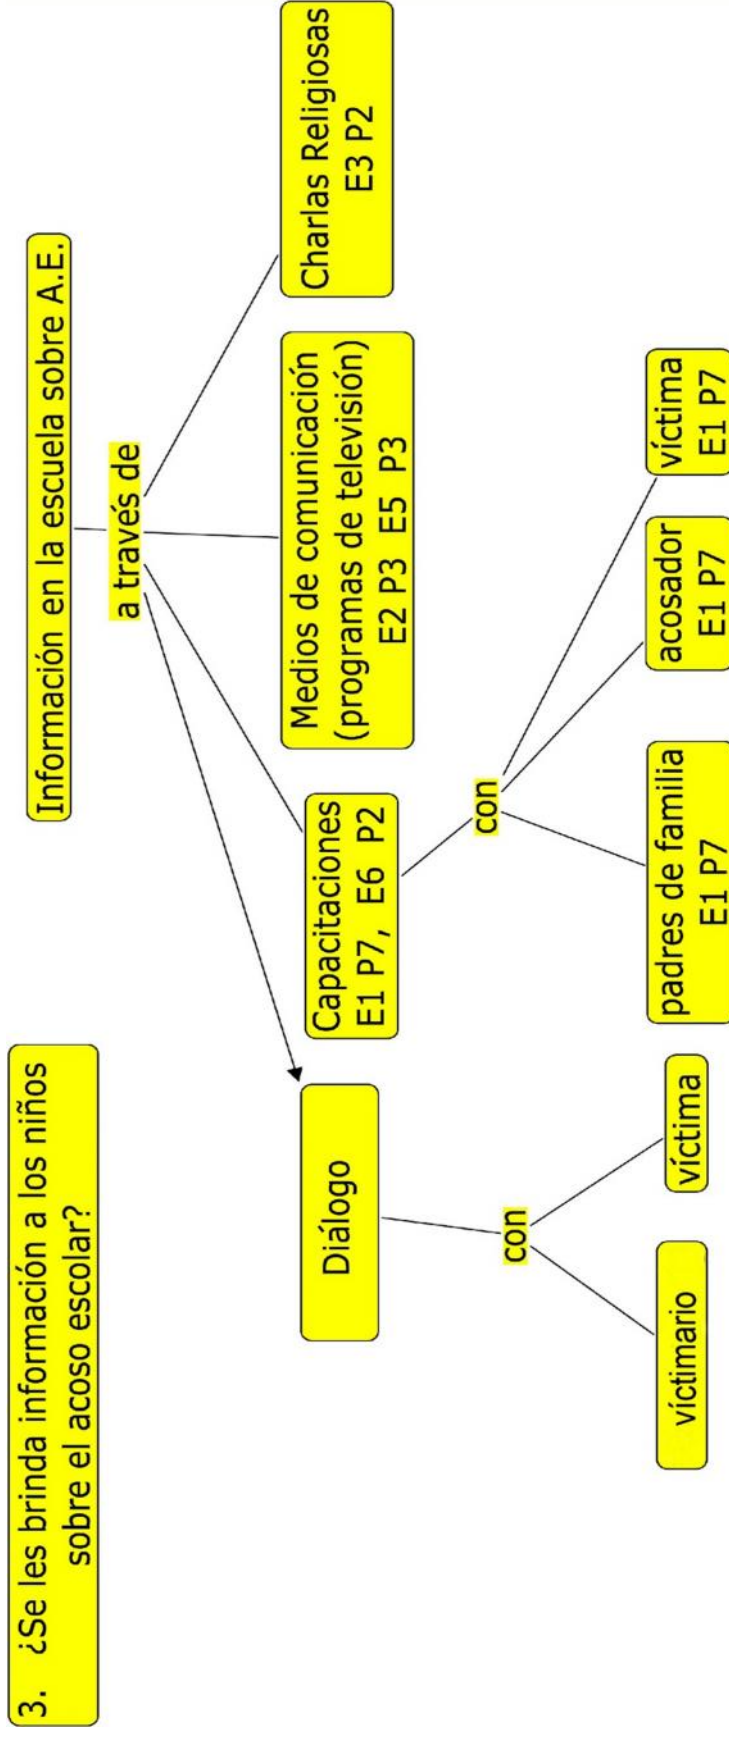 3. ¿Se les brinda información a los niños
sobre el acoso escolar?
Información en la escuela sobre A.E.
a través de
Diálogo
Capacitaciones
E1 P7, E6 P2
Medios de comunicación
(programas de televisión)
E2 P3 E5 P3
Charlas Religiosas
E3 P2
con
con
victimario
víctima
padres de familia
E1 P7
acosador
E1 P7
víctima
E1 P7